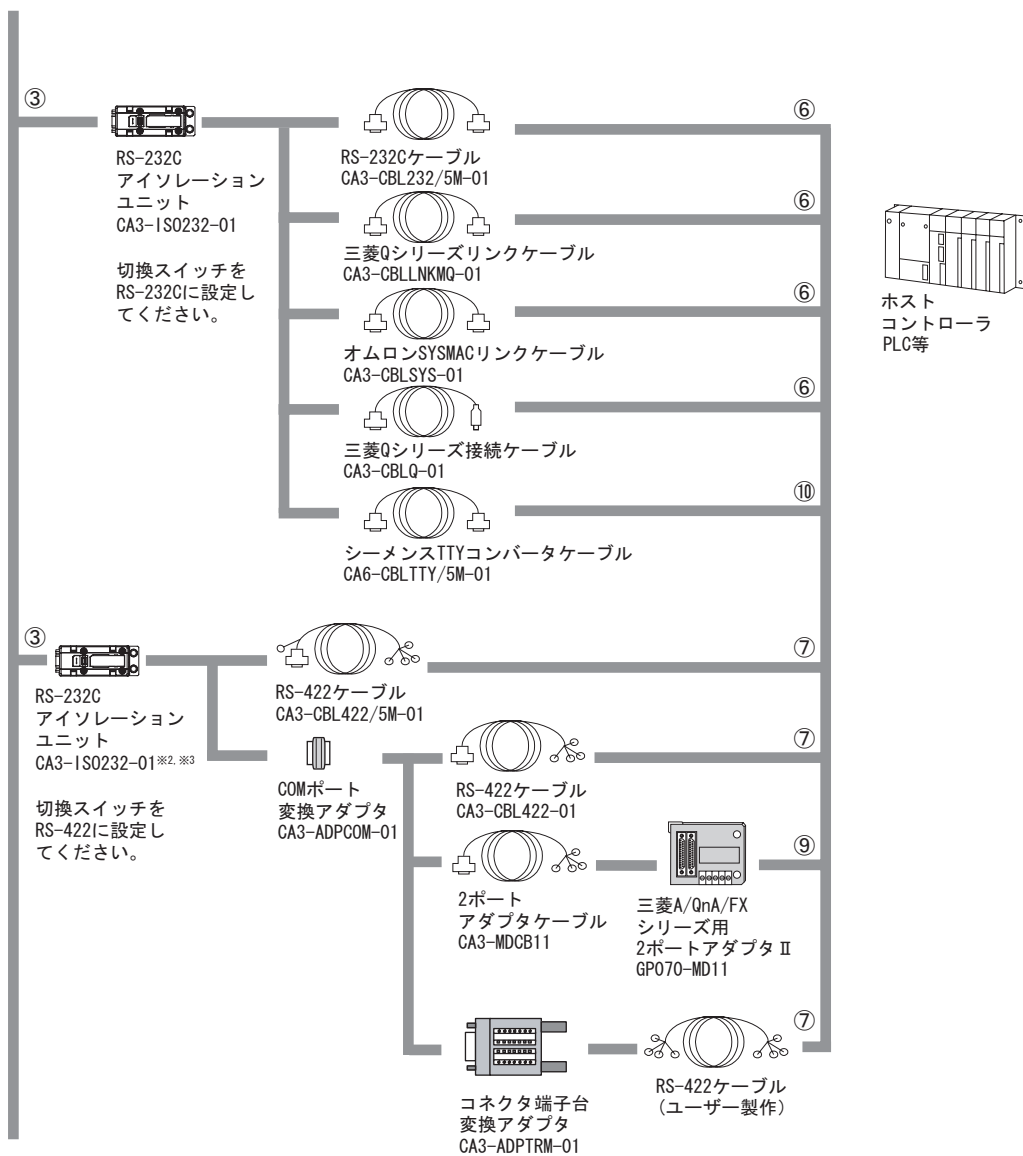 ③
RS-232C
アイソレーション
ユニット
CA3-ISO232-01
切換スイッチを
RS-232Cに設定し
てください。
RS-232Cケーブル
CA3-CBL232/5M-01
⑥
三菱Qシリーズリンクケーブル
CA3-CBLLNKMQ-01
⑥
オムロンSYSMACリンクケーブル
CA3-CBLSYS-01
⑥
三菱Qシリーズ接続ケーブル
CA3-CBLQ-01
⑥
シーメンスTTYコンバータケーブル
CA6-CBLTTY/5M-01
⑩
ホスト
コントローラ
PLC等
③
RS-232C
アイソレーション
ユニット
CA3-ISO232-01※2, ※3
切換スイッチを
RS-422に設定し
てください。
RS-422ケーブル
CA3-CBL422/5M-01
⑦
COMポート
変換アダプタ
CA3-ADPCOM-01
RS-422ケーブル
CA3-CBL422-01
⑦
2ポート
アダプタケーブル
CA3-MDCB11
三菱A/QnA/FX
シリーズ用
2ポートアダプタⅡ
GP070-MD11
⑨
コネクタ端子台
変換アダプタ
CA3-ADPTRM-01
RS-422ケーブル
(ユーザー製作)
⑦